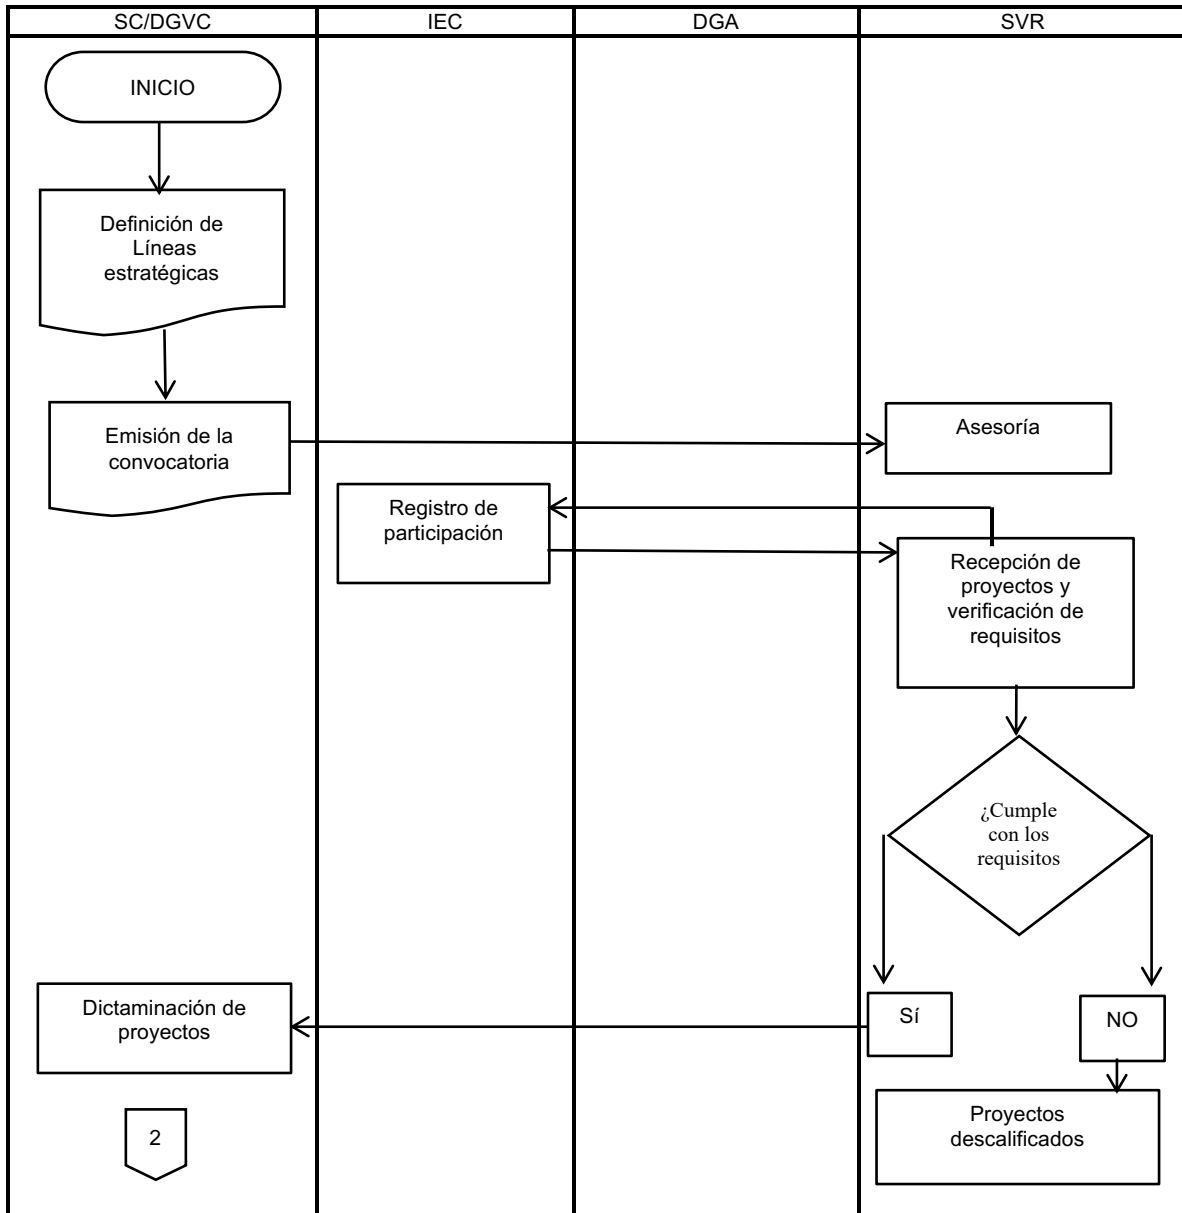 SC/DGVC IEC DGA SVR
INICIO
Definición de
Líneas
estratégicas
Emisión de la
convocatoria
Asesoría
Registro de
participación
Recepción de
proyectos y
verificación de
requisitos
¿Cumple
con los
requisitos
Dictaminación de
proyectos
Sí
NO
2
Proyectos
descalificados